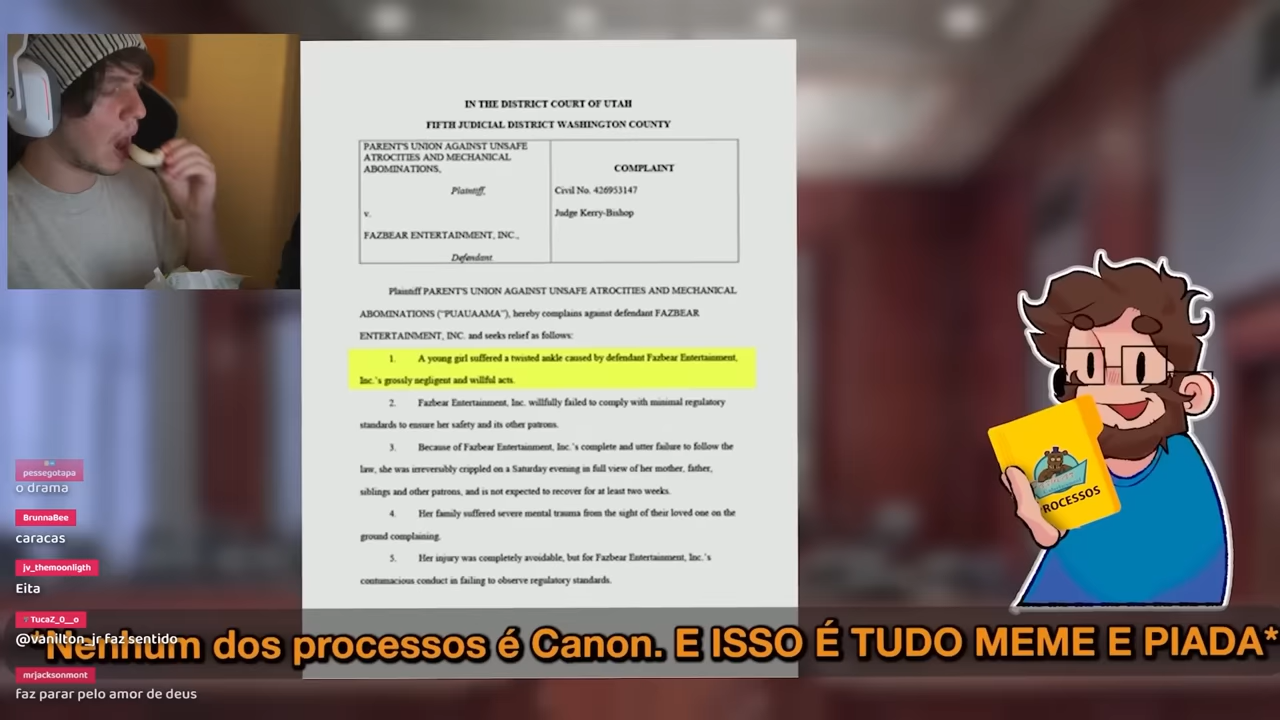 IN THE DISTRICT COURT OF UTAH
FIFTH JUDICIAL DISTRICT WASHINGTON COUNTY
PARENT'S UNION AGAINST UNSAFE
ATROCITIES AND MECHANICAL
ABOMINATIONS,
Plaintiff,
v.
FAZBEAR ENTERTAINMENT, INC.,
Defendant.
COMPLAINT
Civil No. 426953147
Judge Kerry-Bishop
Plaintiff PARENT'S UNION AGAINST UNSAFE ATROCITIES AND MECHANICAL
ABOMINATIONS ("PUAUAAMA"), hereby complains against defendant FAZBEAR
ENTERTAINMENT, INC. and seeks relief as follows:
1. A young girl suffered a twisted ankle caused by defendant Fazbear Entertainment,
Inc.'s grossly negligent and willful acts.
2. Fazbear Entertainment, Inc. willfully failed to comply with minimal regulatory
standards to ensure her safety and its other patrons.
3. Because of Fazbear Entertainment, Inc.'s complete and utter failure to follow the
law, she was irreversibly crippled on a Saturday evening in full view of her mother, father,
siblings and other patrons, and is not expected to recover for at least two weeks.
4. Her family suffered severe mental trauma from the sight of their loved one on the
ground complaining.
5. Her injury was completely avoidable, but for Fazbear Entertainment, Inc.'s
contumacious conduct in failing to observe regulatory standards.
PROCESSOS
pessegotapa
o drama
BrunnaBee
caracas
jv_themoonligth
Eita
TucaZ_0__o
@vanilton_jr faz sentido
*Nenhum dos processos é Canon. E ISSO É TUDO MEME E PIADA*
mrjacksonmont
faz parar pelo amor de deus